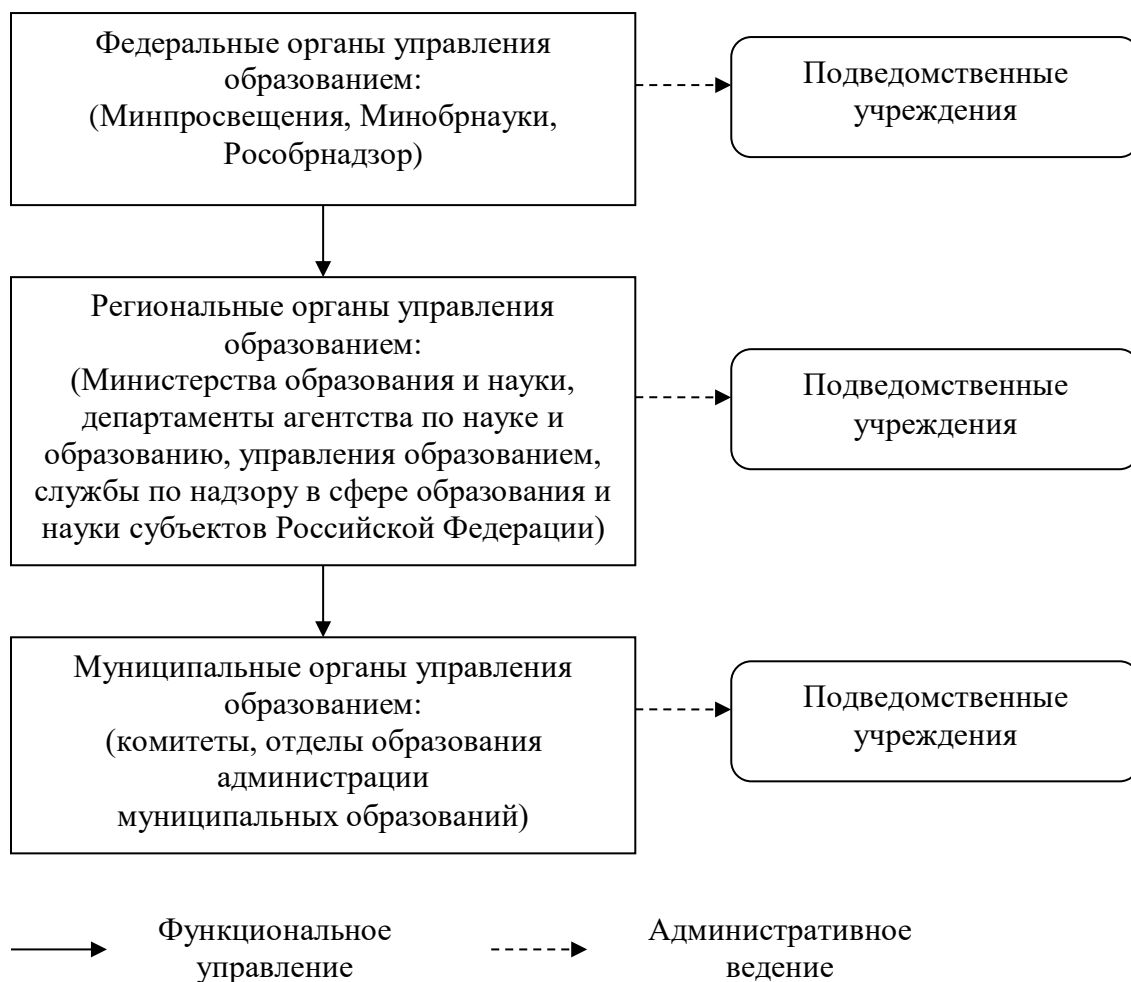 Федеральные органы управления
образованием:
(Минпросвещения, Минобрнауки,
Рособрнадзор)
Подведомственные
учреждения
Региональные органы управления
образованием:
(Министерства образования и науки,
департаменты агентства по науке и
образованию, управления образованием,
службы по надзору в сфере образования и
науки субъектов Российской Федерации)
Подведомственные
учреждения
Муниципальные органы управления
образованием:
(комитеты, отделы образования
администрации
муниципальных образований)
Подведомственные
учреждения
Функциональное
управление
Административное
ведение